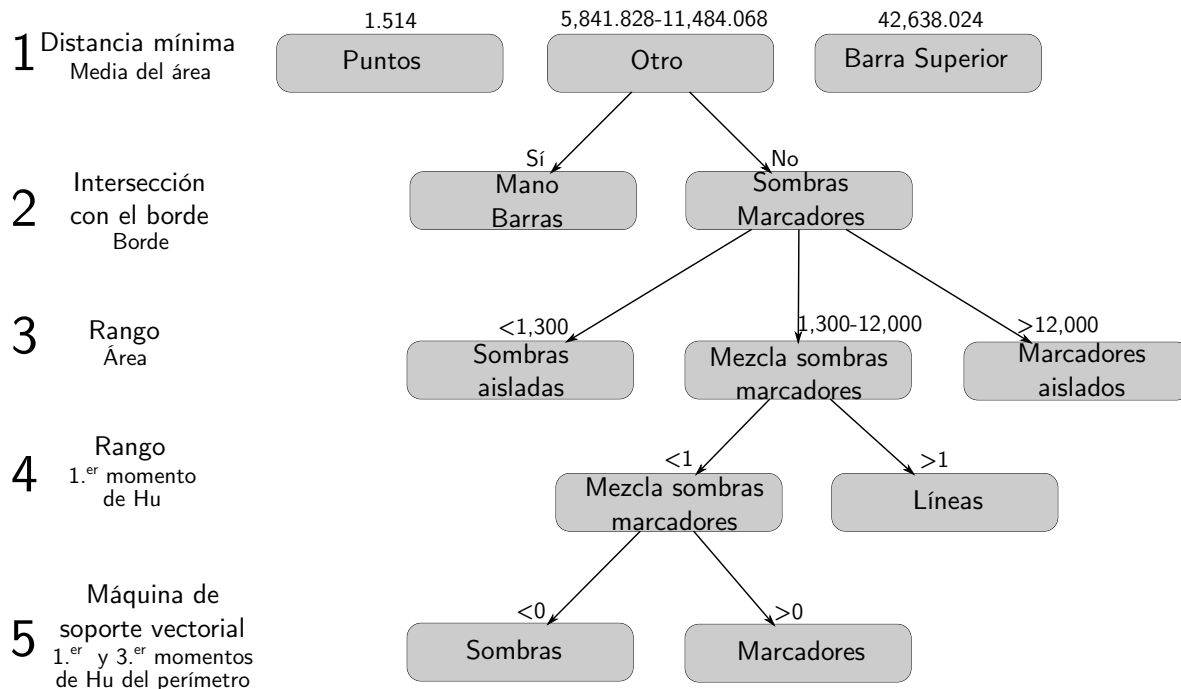 1.514
5,841.828-11,484.068
42,638.024
1
Distancia mínima
Media del área
Puntos
Otro
Barra Superior
Sí
No
2
Intersección
con el borde
Borde
Mano
Barras
Sombras
Marcadores
<1,300
1,300-12,000
>12,000
3
Rango
Área
Sombras
aisladas
Mezcla sombras
marcadores
Marcadores
aislados
4
Rango
1.er momento
de Hu
<1
>1
Mezcla sombras
marcadores
Líneas
5
Máquina de
soporte vectorial
1.er y 3.er momentos
de Hu del perímetro
<0
>0
Sombras
Marcadores